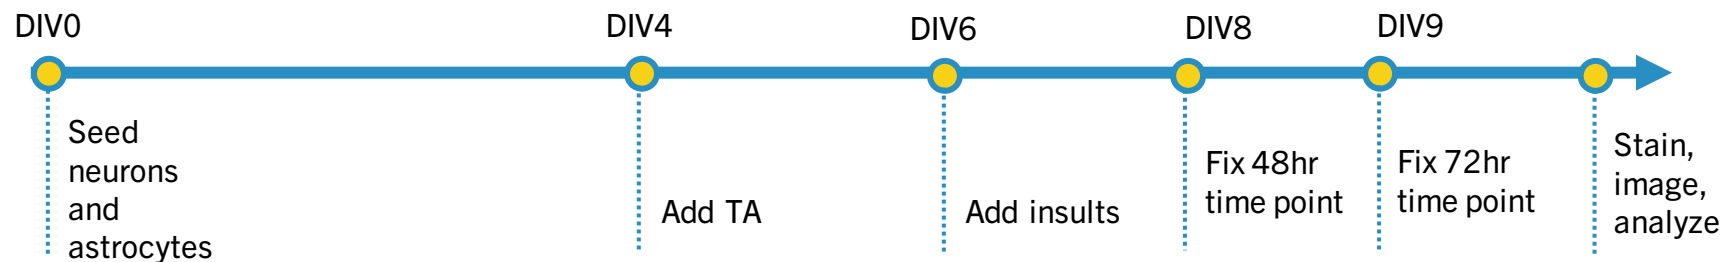 DIV0
DIV4
DIV6
DIV8
DIV9
Seed
neurons
and
astrocytes
Add TA
Add insults
Fix 48hr
time point
Fix 72hr
time point
Stain,
image,
analyze